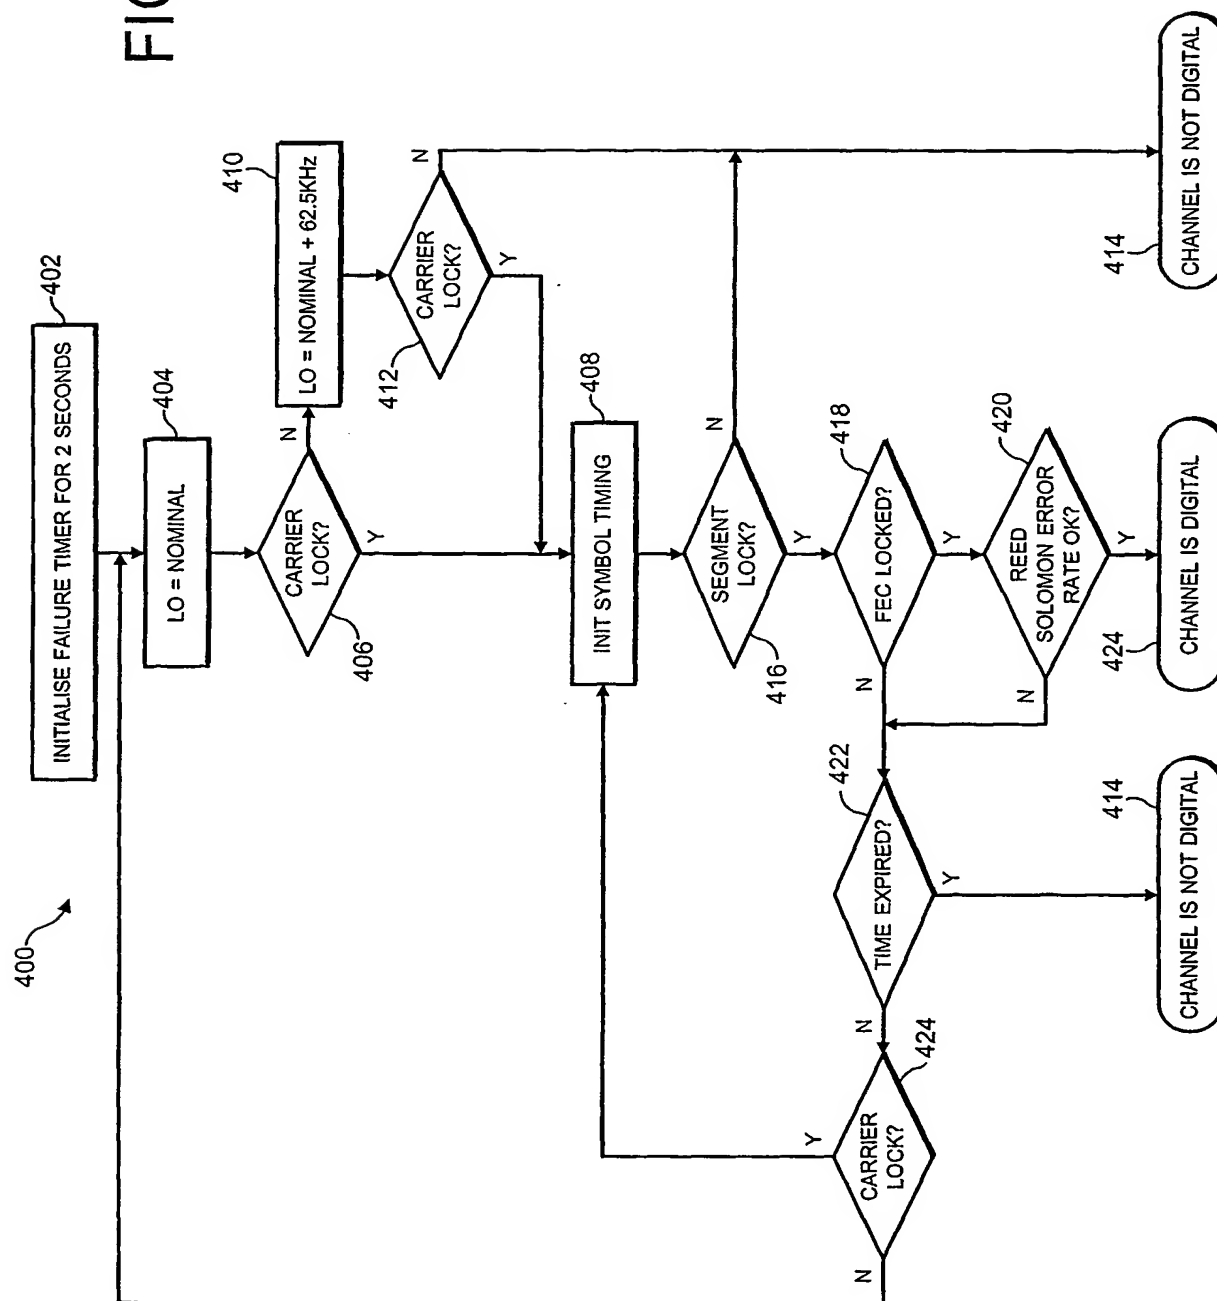 FIG
400
INITIALISE FAILURE TIMER FOR 2 SECONDS
402
LO = NOMINAL
404
CARRIER
LOCK?
406
N
Y
LO = NOMINAL + 62.5KHz
410
CARRIER
LOCK?
412
N
Y
INIT SYMBOL TIMING
408
SEGMENT
LOCK?
416
N
Y
FEC LOCKED?
418
N
Y
REED
SOLOMON ERROR
RATE OK?
420
N
Y
TIME EXPIRED?
422
N
Y
CARRIER
LOCK?
424
Y
N
CHANNEL IS NOT DIGITAL
414
CHANNEL IS DIGITAL
424
CHANNEL IS NOT DIGITAL
414